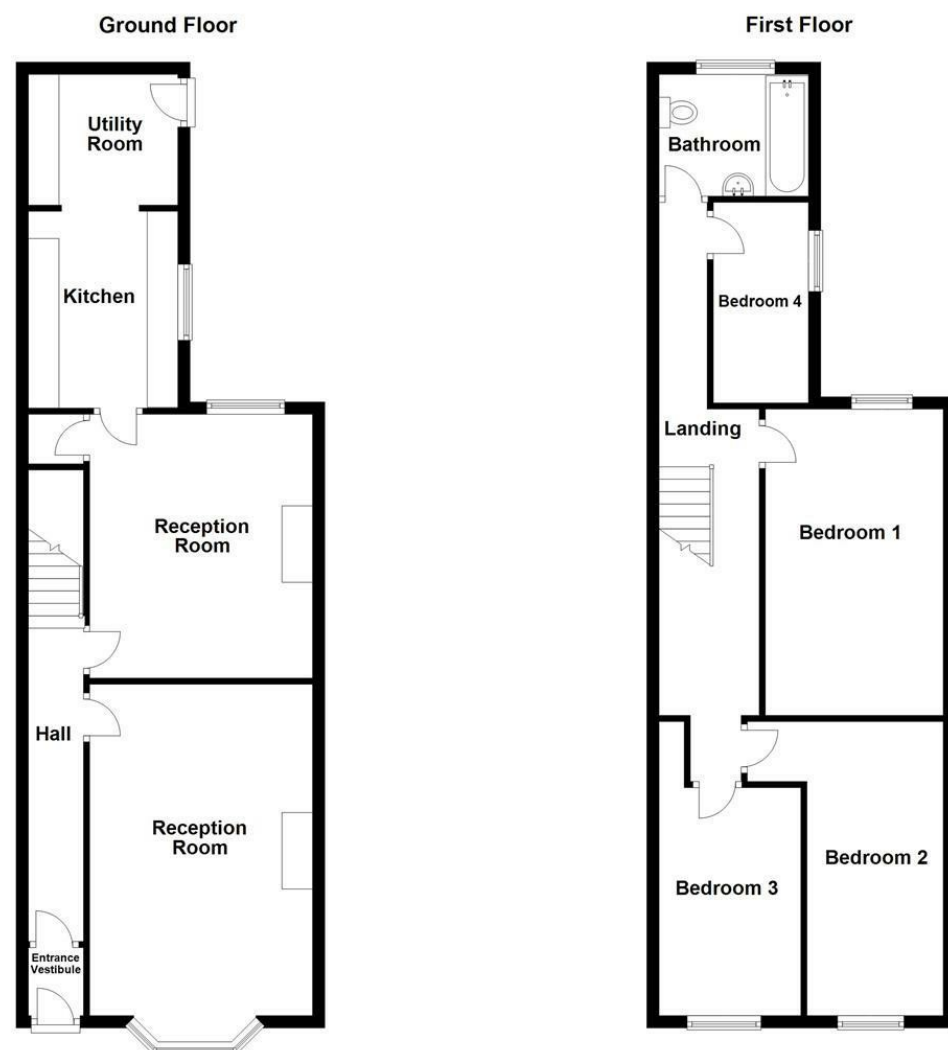 Ground Floor
Utility
Room
Kitchen
Reception
Room
Hall
Reception
Room
Entrance
Vestibule
First Floor
Bathroom
Bedroom 4
Landing
Bedroom 1
Bedroom 2
Bedroom 3